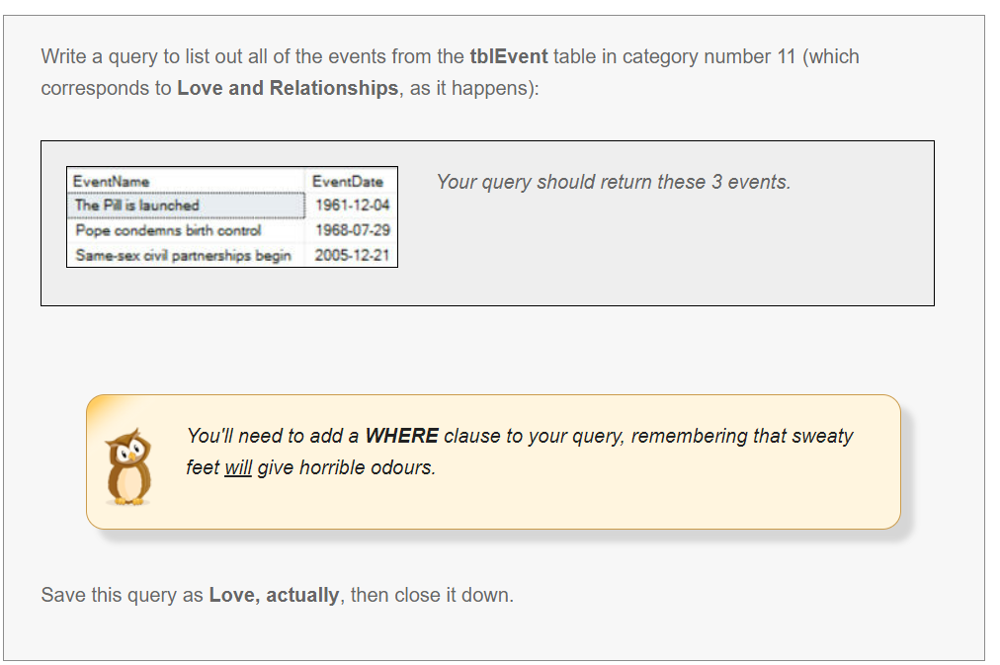 Write a query to list out all of the events from the tblEvent table in category number 11 (which
corresponds to Love and Relationships, as it happens):
EventName EventDate
The Pill is launched 1961-12-04
Pope condemns birth control 1968-07-29
Same-sex civil partnerships begin 2005-12-21
Your query should return these 3 events.
You'll need to add a WHERE clause to your query, remembering that sweaty
feet will give horrible odours.
Save this query as Love, actually, then close it down.